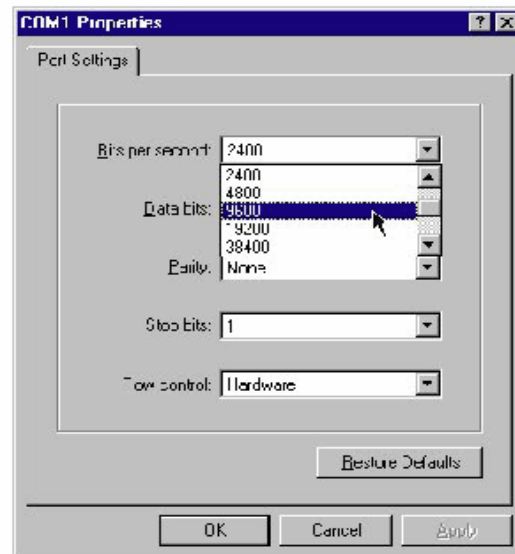 COM1 Properties
Port Settings
Bits per second: 2400
2400
4800
Data bits: 9600
19200
38400
Parity: None
Stop bits: 1
Flow control: Hardware
Restore Defaults
OK Cancel Apply